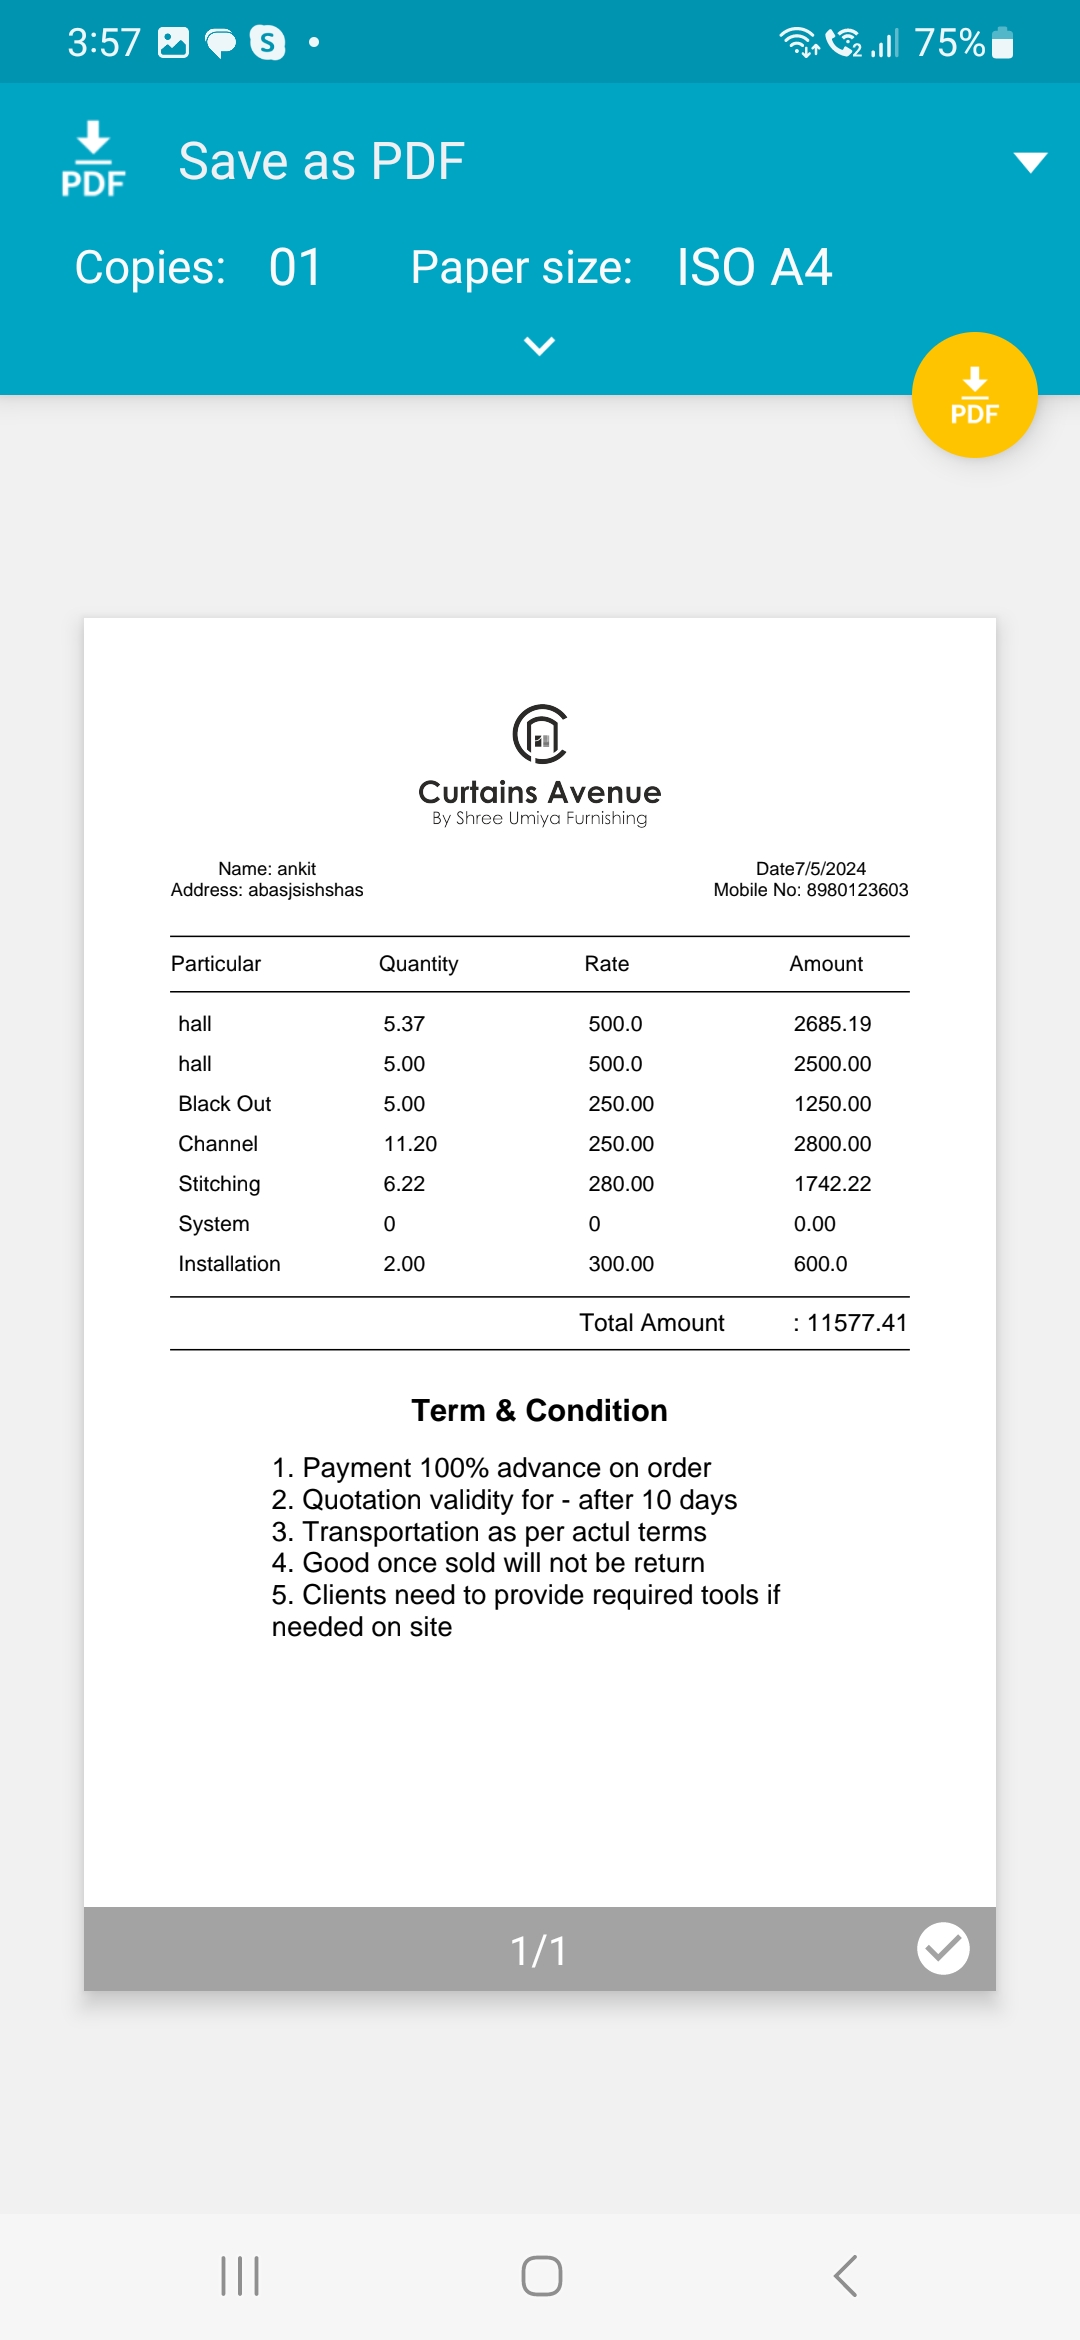 3:57 S 2 75%
PDF Save as PDF
Copies: 01 Paper size: ISO A4
PDF
Curtains Avenue
By Shree Umiya Furnishing
Name: ankit Date7/5/2024
Address: abasjsishshas Mobile No: 8980123603
Particular Quantity Rate Amount
hall 5.37 500.0 2685.19
hall 5.00 500.0 2500.00
Black Out 5.00 250.00 1250.00
Channel 11.20 250.00 2800.00
Stitching 6.22 280.00 1742.22
System 0 0 0.00
Installation 2.00 300.00 600.0
Total Amount : 11577.41
Term & Condition
1. Payment 100% advance on order
2. Quotation validity for - after 10 days
3. Transportation as per actul terms
4. Good once sold will not be return
5. Clients need to provide required tools if
needed on site
1/1